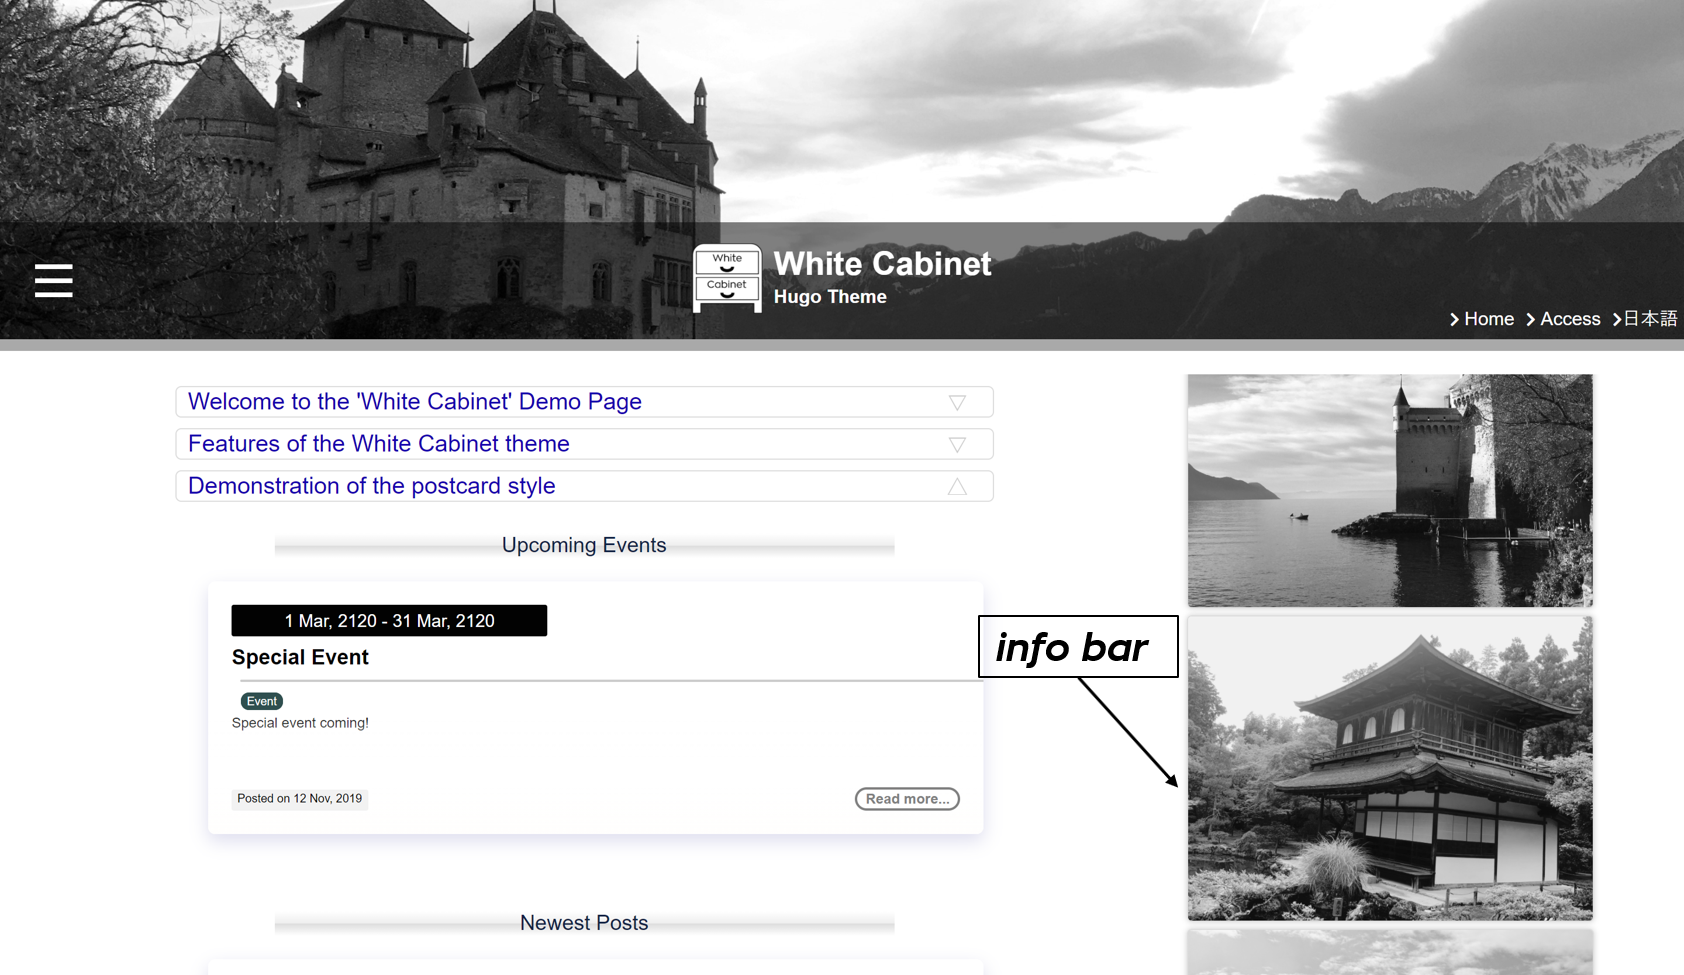 White
Cabinet
White Cabinet
Hugo Theme
Home
Access
日本語
Welcome to the 'White Cabinet' Demo Page
Features of the White Cabinet theme
Demonstration of the postcard style
Upcoming Events
1 Mar, 2120 - 31 Mar, 2120
Special Event
Event
Special event coming!
Posted on 12 Nov, 2019
Read more...
info bar
Newest Posts